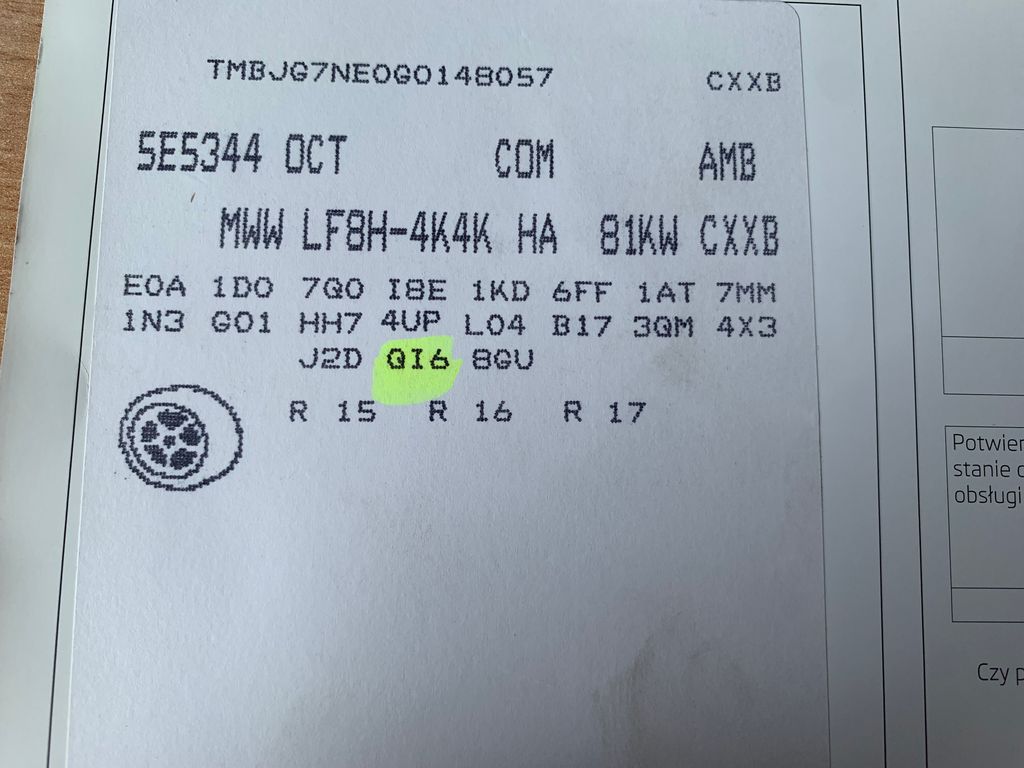 TMBJG7NE0G0148057 CXXB
5E5344 OCT COM AMB
MWW LF8H-4K4K HA 81KW CXXB
E0A 1D0 7Q0 I8E 1KD 6FF 1AT 7MM
1N3 G01 HH7 4UP L04 B17 3QM 4X3
J2D QI6 8GU
R 15 R 16 R 17
stanie
obsługi
Czy